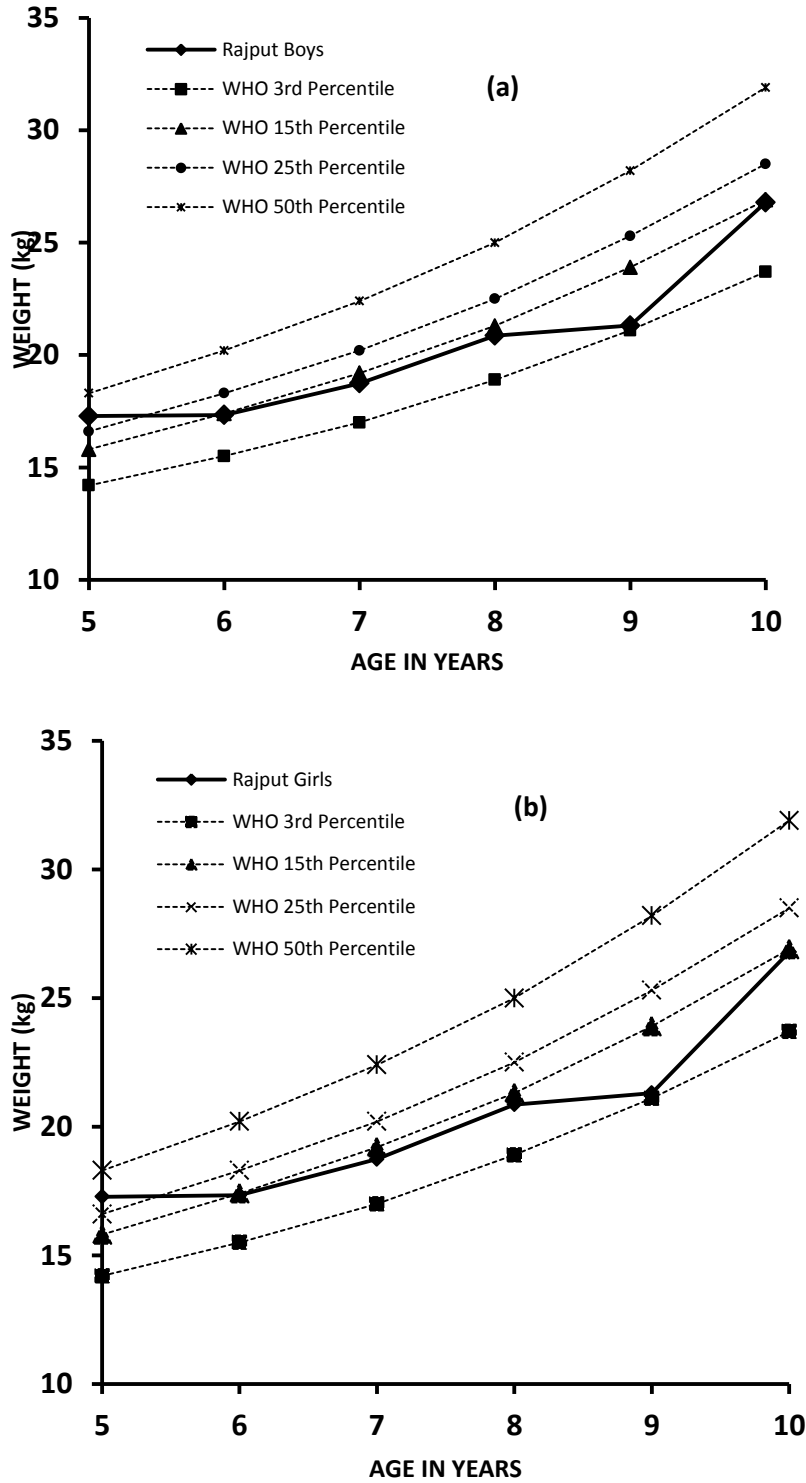 35
30
25
20
15
10
WEIGHT (kg)
Rajput Boys
WHO 3rd Percentile
WHO 15th Percentile
WHO 25th Percentile
WHO 50th Percentile
(a)
5 6 7 8 9 10
AGE IN YEARS
35
30
25
20
15
10
WEIGHT (kg)
Rajput Girls
WHO 3rd Percentile
WHO 15th Percentile
WHO 25th Percentile
WHO 50th Percentile
(b)
5 6 7 8 9 10
AGE IN YEARS